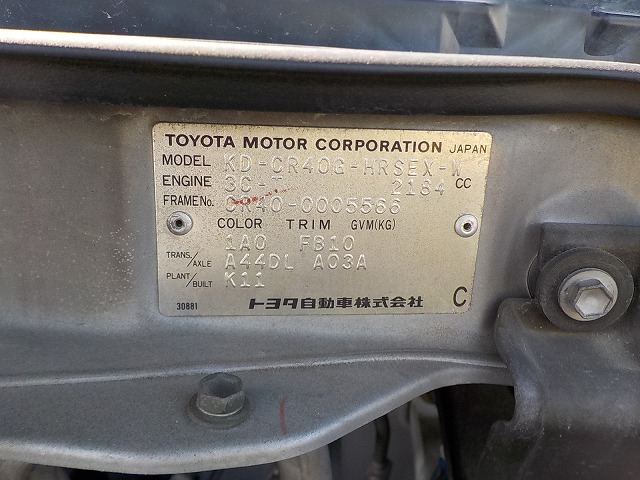 TOYOTA MOTOR CORPORATION JAPAN
MODEL KD-CR40G-HRSEX-W
ENGINE 3C- 2184 CC
FRAME No. CR40-0005566
COLOR TRIM GVM(KG)
1A0 FB10
TRANS./AXLE A44DL A03A
PLANT/BUILT K11
30881 トヨタ自動車株式会社 C